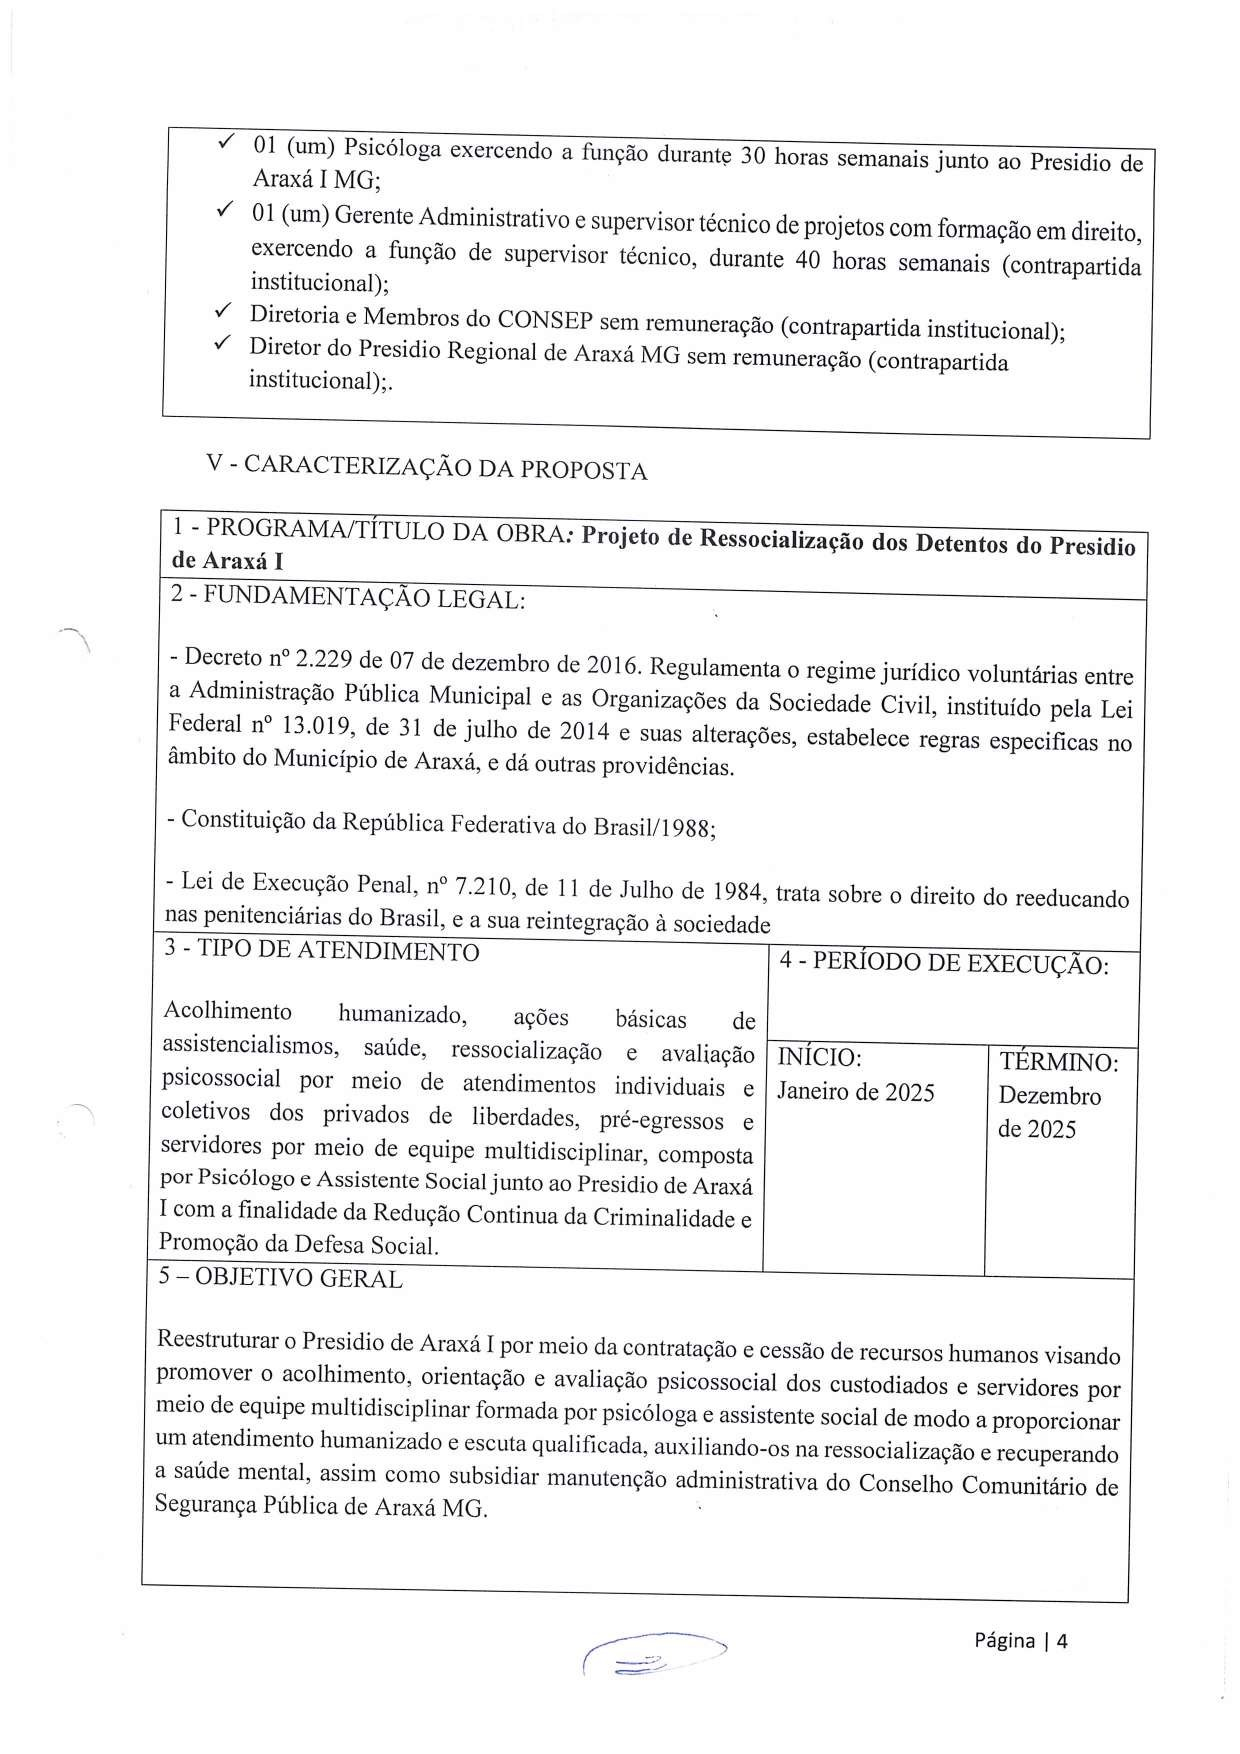 ✓ 01 (um) Psicóloga exercendo a função durante 30 horas semanais junto ao Presidio de
Araxá I MG;
✓ 01 (um) Gerente Administrativo e supervisor técnico de projetos com formação em direito,
exercendo a função de supervisor técnico, durante 40 horas semanais (contrapartida
institucional);
✓ Diretoria e Membros do CONSEP sem remuneração (contrapartida institucional);
✓ Diretor do Presidio Regional de Araxá MG sem remuneração (contrapartida
institucional);.
V - CARACTERIZAÇÃO DA PROPOSTA
1 - PROGRAMA/TÍTULO DA OBRA: Projeto de Ressocialização dos Detentos do Presidio
de Araxá I
2 - FUNDAMENTAÇÃO LEGAL:
- Decreto nº 2.229 de 07 de dezembro de 2016. Regulamenta o regime jurídico voluntárias entre
a Administração Pública Municipal e as Organizações da Sociedade Civil, instituído pela Lei
Federal nº 13.019, de 31 de julho de 2014 e suas alterações, estabelece regras especificas no
âmbito do Município de Araxá, e dá outras providências.
- Constituição da República Federativa do Brasil/1988;
- Lei de Execução Penal, nº 7.210, de 11 de Julho de 1984, trata sobre o direito do reeducando
nas penitenciárias do Brasil, e a sua reintegração à sociedade
3 - TIPO DE ATENDIMENTO
Acolhimento humanizado, ações básicas de
assistencialismos, saúde, ressocialização e avaliação
psicossocial por meio de atendimentos individuais e
coletivos dos privados de liberdades, pré-egressos e
servidores por meio de equipe multidisciplinar, composta
por Psicólogo e Assistente Social junto ao Presidio de Araxá
I com a finalidade da Redução Continua da Criminalidade e
Promoção da Defesa Social.
4 - PERÍODO DE EXECUÇÃO:
INÍCIO:
Janeiro de 2025
TÉRMINO:
Dezembro
de 2025
5 – OBJETIVO GERAL
Reestruturar o Presidio de Araxá I por meio da contratação e cessão de recursos humanos visando
promover o acolhimento, orientação e avaliação psicossocial dos custodiados e servidores por
meio de equipe multidisciplinar formada por psicóloga e assistente social de modo a proporcionar
um atendimento humanizado e escuta qualificada, auxiliando-os na ressocialização e recuperando
a saúde mental, assim como subsidiar manutenção administrativa do Conselho Comunitário de
Segurança Pública de Araxá MG.
Página | 4